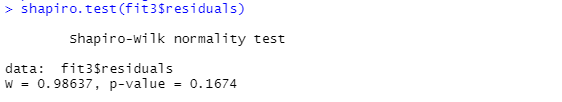 > shapiro.test(fit3$residuals)
Shapiro-Wilk normality test
data:  fit3$residuals
W = 0.98637, p-value = 0.1674